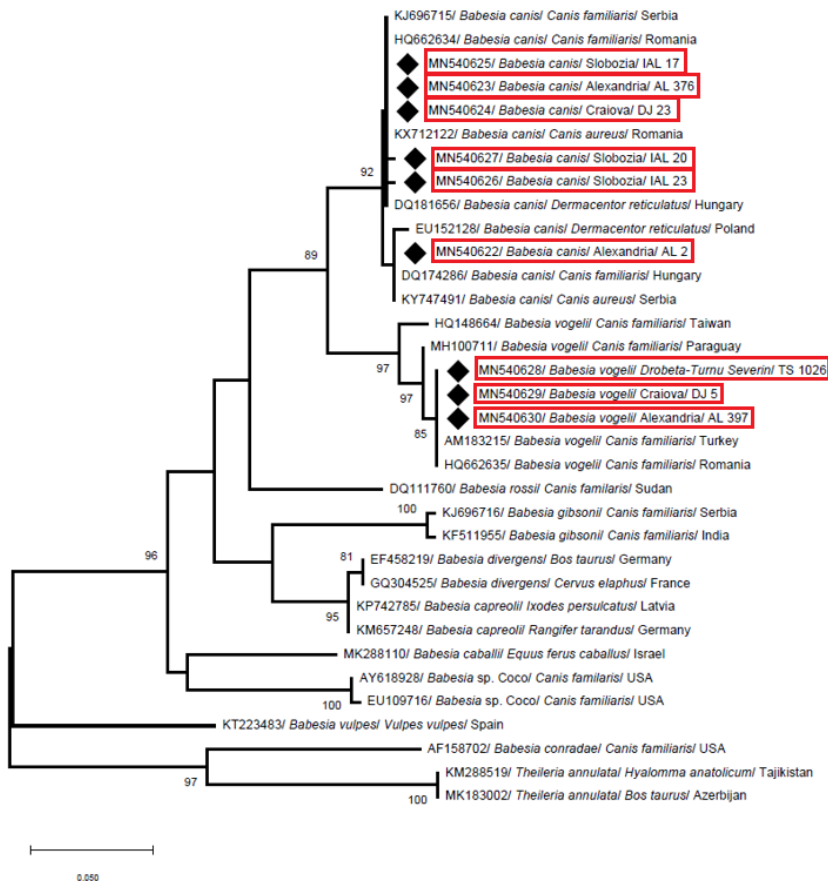 KJ696715/ Babesia canis/ Canis familiaris/ Serbia
HQ662634/ Babesia canis/ Canis familiaris/ Romania
MN540625/ Babesia canis/ Slobozia/ IAL 17
MN540623/ Babesia canis/ Alexandria/ AL 376
MN540624/ Babesia canis/ Craiova/ DJ 23
KX712122/ Babesia canis/ Canis aureus/ Romania
92
MN540627/ Babesia canis/ Slobozia/ IAL 20
MN540626/ Babesia canis/ Slobozia/ IAL 23
DQ181656/ Babesia canis/ Dermacentor reticulatus/ Hungary
EU152128/ Babesia canis/ Dermacentor reticulatus/ Poland
89
MN540622/ Babesia canis/ Alexandria/ AL 2
DQ174286/ Babesia canis/ Canis familiaris/ Hungary
KY747491/ Babesia canis/ Canis aureus/ Serbia
HQ148664/ Babesia vogeli/ Canis familiaris/ Taiwan
MH100711/ Babesia vogeli/ Canis familiaris/ Paraguay
97
MN540628/ Babesia vogeli/ Drobeta-Turnu Severin/ TS 1026
97
MN540629/ Babesia vogeli/ Craiova/ DJ 5
MN540630/ Babesia vogeli/ Alexandria/ AL 397
85
AM183215/ Babesia vogeli/ Canis familiaris/ Turkey
HQ662635/ Babesia vogeli/ Canis familiaris/ Romania
DQ111760/ Babesia rossi/ Canis familaris/ Sudan
100
KJ696716/ Babesia gibsoni/ Canis familiaris/ Serbia
KF511955/ Babesia gibsoni/ Canis familiaris/ India
96
81
EF458219/ Babesia divergens/ Bos taurus/ Germany
GQ304525/ Babesia divergens/ Cervus elaphus/ France
KP742785/ Babesia capreoli/ Ixodes persulcatus/ Latvia
95
KM657248/ Babesia capreoli/ Rangifer tarandus/ Germany
MK288110/ Babesia caballi/ Equus ferus caballus/ Israel
AY618928/ Babesia sp. Coco/ Canis familiaris/ USA
100
EU109716/ Babesia sp. Coco/ Canis familiaris/ USA
KT223483/ Babesia vulpes/ Vulpes vulpes/ Spain
AF158702/ Babesia conradae/ Canis familiaris/ USA
KM288519/ Theileria annulata/ Hyalomma anatolicum/ Tajikistan
97
100
MK183002/ Theileria annulata/ Bos taurus/ Azerbijan
0.050